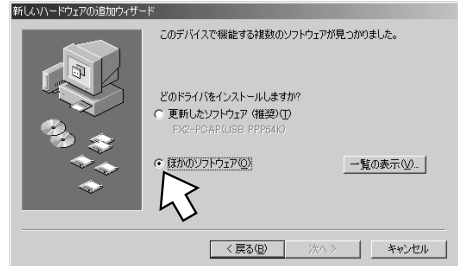 新しいハードウェアの追加ウィザード
このデバイスで機能する複数のソフトウェアが見つかりました。
どのドライバをインストールしますか?
更新したソフトウェア (推奨)(T)
FX2-PCAP(USB PPP64K)
ほかのソフトウェア(O)
一覧の表示(V)...
< 戻る(B)
次へ >
キャンセル